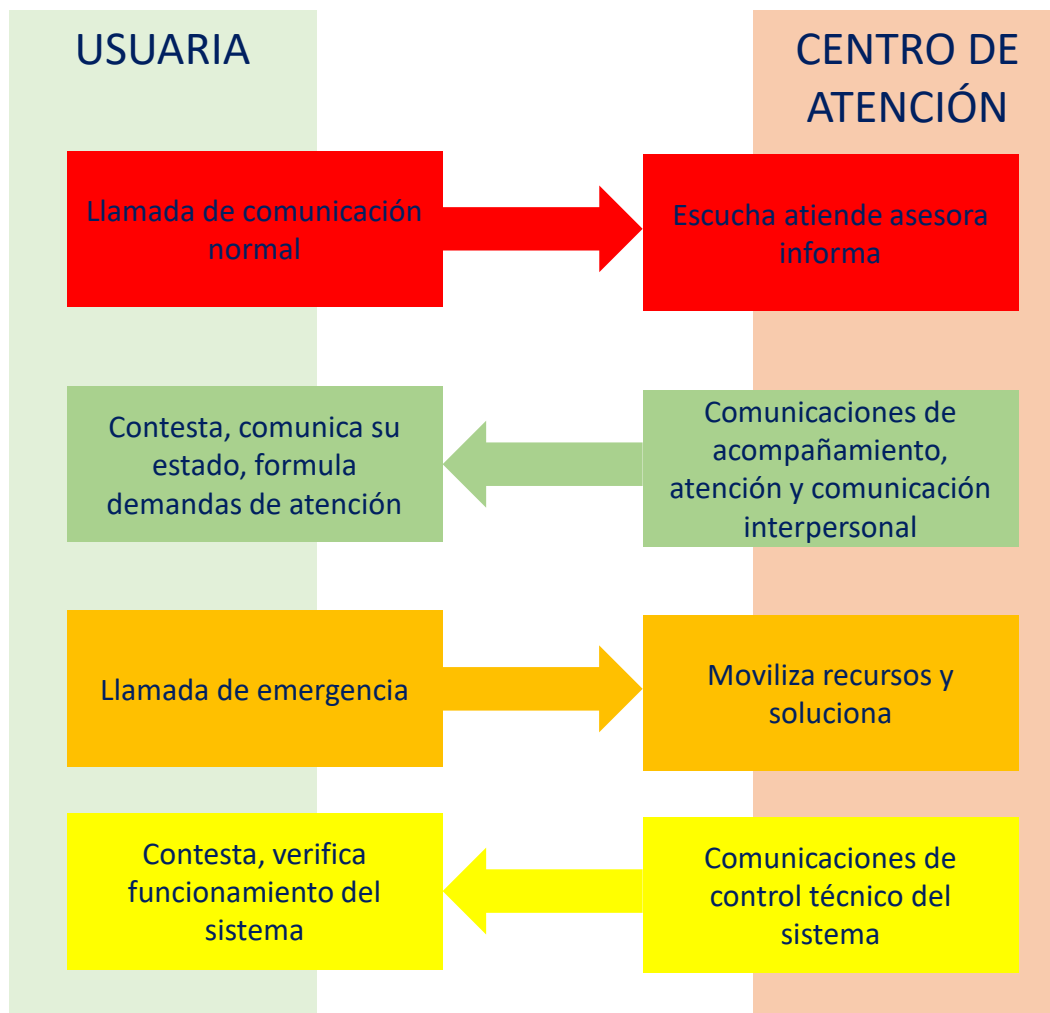 USUARIA
CENTRO DE
ATENCIÓN
Llamada de comunicación
normal
Escucha atiende asesora
informa
Contesta, comunica su
estado, formula
demandas de atención
Comunicaciones de
acompañamiento,
atención y comunicación
interpersonal
Llamada de emergencia
Moviliza recursos y
soluciona
Contesta, verifica
funcionamiento del
sistema
Comunicaciones de
control técnico del
sistema